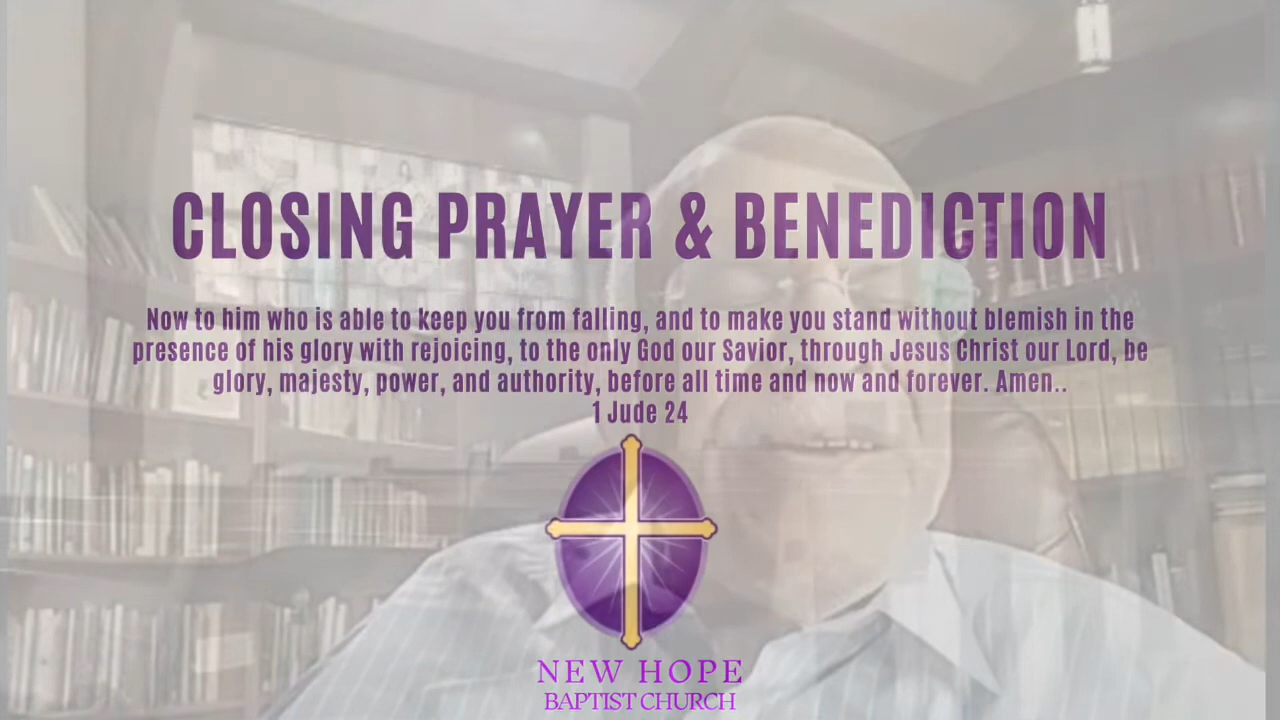 CLOSING PRAYER & BENEDICTION
Now to him who is able to keep you from falling, and to make you stand without blemish in the
presence of his glory with rejoicing, to the only God our Savior, through Jesus Christ our Lord, be
glory, majesty, power, and authority, before all time and now and forever. Amen..
1 Jude 24
NEW HOPE
BAPTIST CHURCH